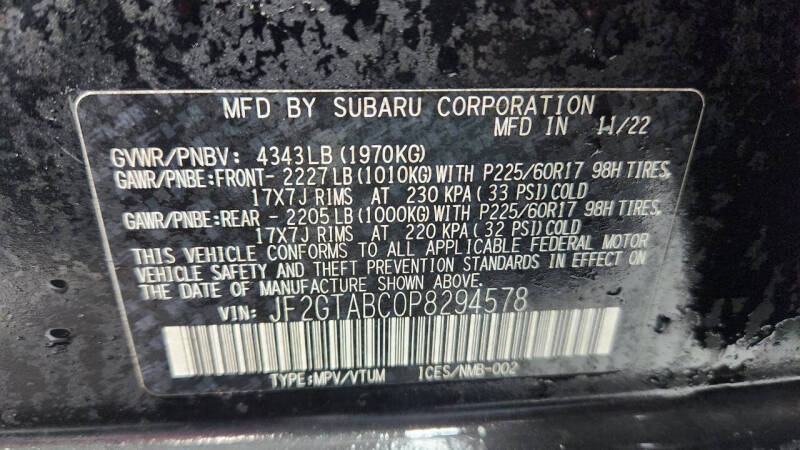 MFD BY SUBARU CORPORATION
MFD IN 11/22
GVWR/PNBV: 4343LB (1970KG)
GAWR/PNBE:FRONT- 2227LB (1010KG) WITH P225/60R17 98H TIRES,
17X7J RIMS AT 230 KPA( 33 PSI) COLD
GAWR/PNBE:REAR - 2205LB (1000KG) WITH P225/60R17 98H TIRES,
17X7J RIMS AT 220 KPA( 32 PSI) COLD
THIS VEHICLE CONFORMS TO ALL APPLICABLE FEDERAL MOTOR
VEHICLE SAFETY AND THEFT PREVENTION STANDARDS IN EFFECT ON
THE DATE OF MANUFACTURE SHOWN ABOVE.
VIN: JF2GTABC0P8294578
TYPE:MPV/VTUM ICES/NMB-002